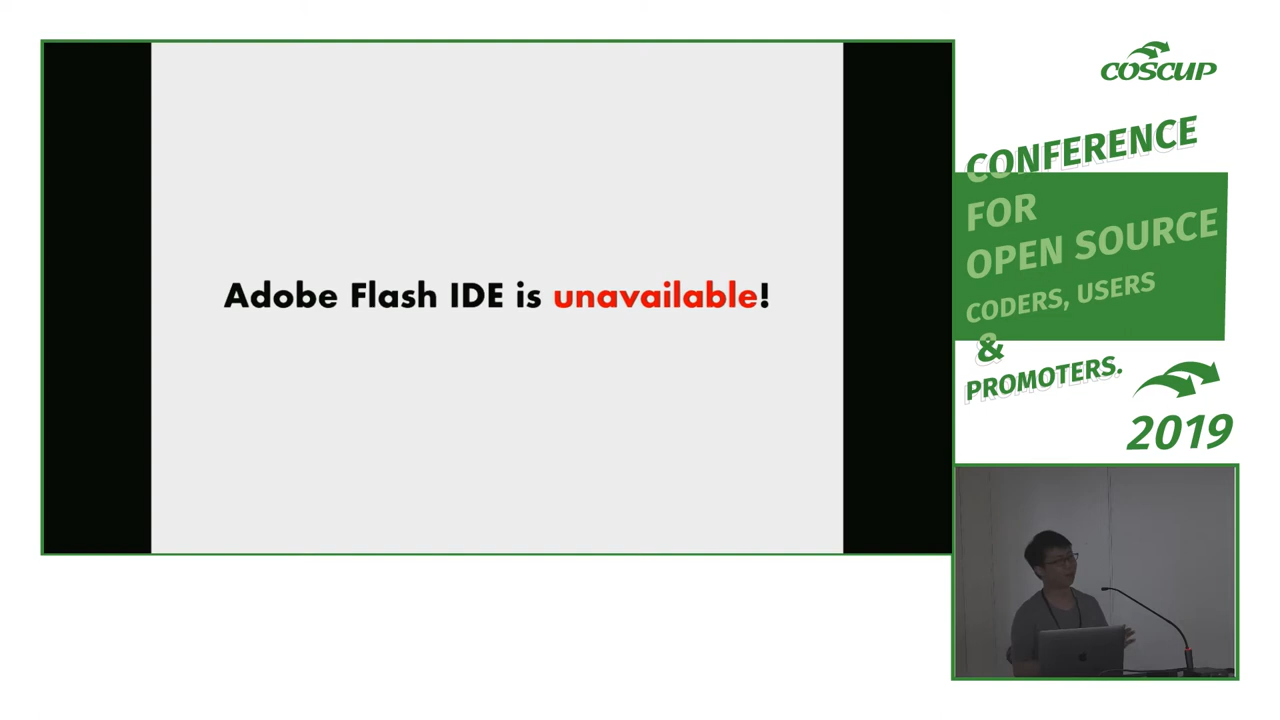 Adobe Flash IDE is unavailable!
COSCUP
CONFERENCE
FOR
OPEN SOURCE
CODERS, USERS
&
PROMOTERS.
2019